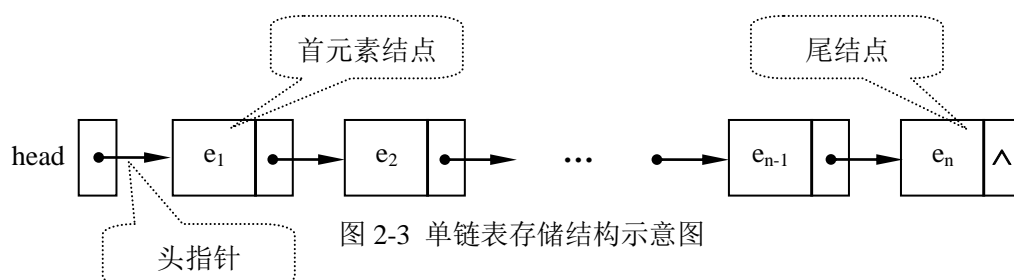 首元素结点 尾结点
head e1 e2 ··· en-1 en ∧
图 2-3 单链表存储结构示意图
头指针